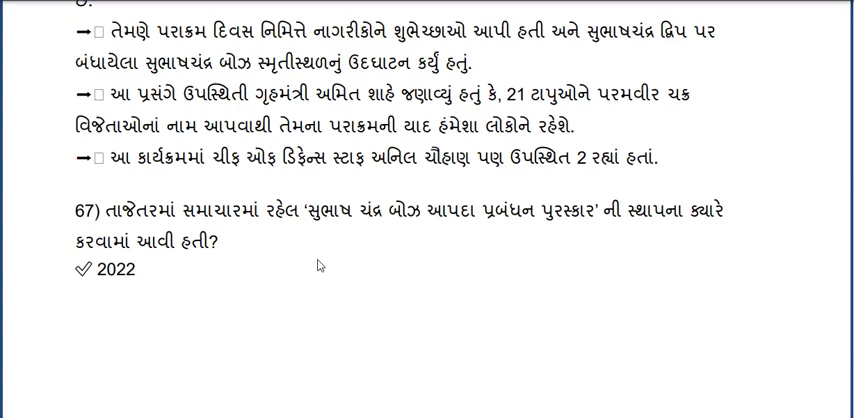 ➞□ તેમણે પરાક્રમ દિવસ નિમિત્તે નાગરીકોને શુભેચ્છાઓ આપી હતી અને સુભાષચંદ્ર દ્વિપ પર
બંધાયેલા સુભાષચંદ્ર બોઝ સ્મૃતીસ્થળનું ઉદઘાટન કર્યું હતું.
➞□ આ પ્રસંગે ઉપસ્થિતી ગૃહમંત્રી અમિત શાહે જણાવ્યું હતું કે, 21 ટાપુઓને પરમવીર ચક્ર
વિજેતાઓનાં નામ આપવાથી તેમના પરાક્રમની યાદ હંમેશા લોકોને રહેશે.
➞□ આ કાર્યક્રમમાં ચીફ ઓફ ડિફેન્સ સ્ટાફ અનિલ ચૌહાણ પણ ઉપસ્થિત 2 રહ્યાં હતાં.
67) તાજેતરમાં સમાચારમાં રહેલ ‘સુભાષ ચંદ્ર બોઝ આપદા પ્રબંધન પુરસ્કાર’ ની સ્થાપના ક્યારે
કરવામાં આવી હતી?
✓ 2022